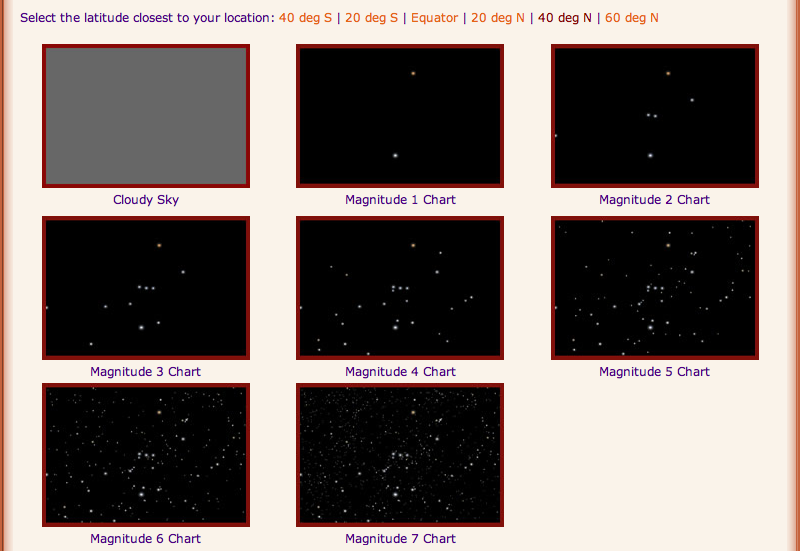 Select the latitude closest to your location: 40 deg S | 20 deg S | Equator | 20 deg N | 40 deg N | 60 deg N
Cloudy Sky
Magnitude 1 Chart
Magnitude 2 Chart
Magnitude 3 Chart
Magnitude 4 Chart
Magnitude 5 Chart
Magnitude 6 Chart
Magnitude 7 Chart